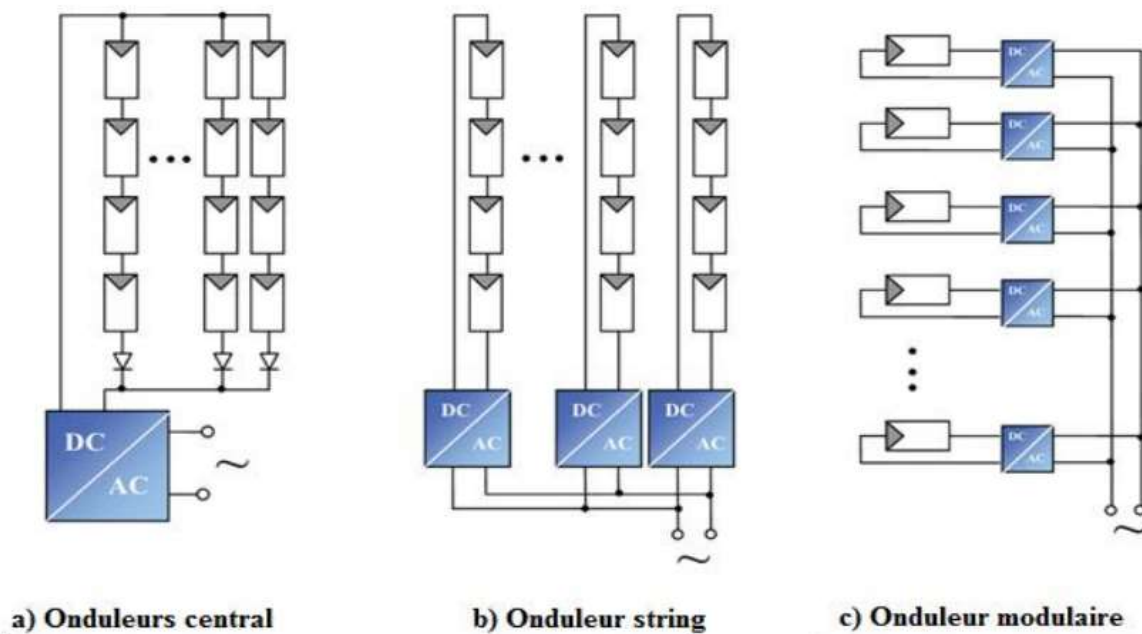 DC
AC
DC
AC
DC
AC
DC
AC
DC
AC
DC
AC
DC
AC
DC
AC
DC
AC
a) Onduleurs central
b) Onduleur string
c) Onduleur modulaire